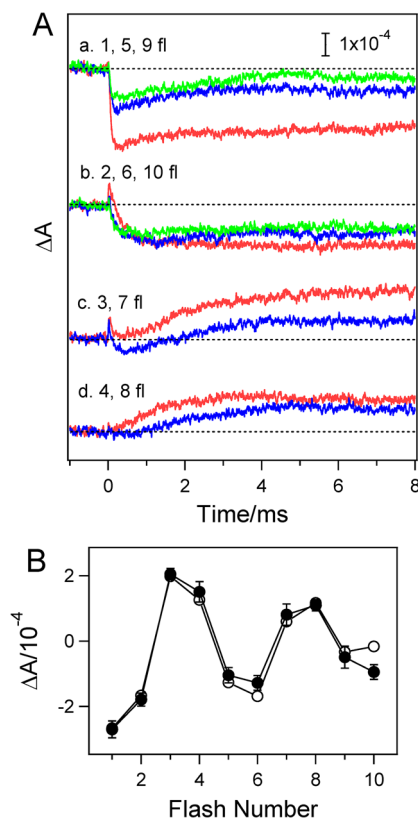 A
a. 1, 5, 9 fl
1x10⁻⁴
b. 2, 6, 10 fl
c. 3, 7 fl
d. 4, 8 fl
ΔA
0 2 4 6 8
Time/ms
B
2
0
-2
ΔA/10⁻⁴
2 4 6 8 10
Flash Number